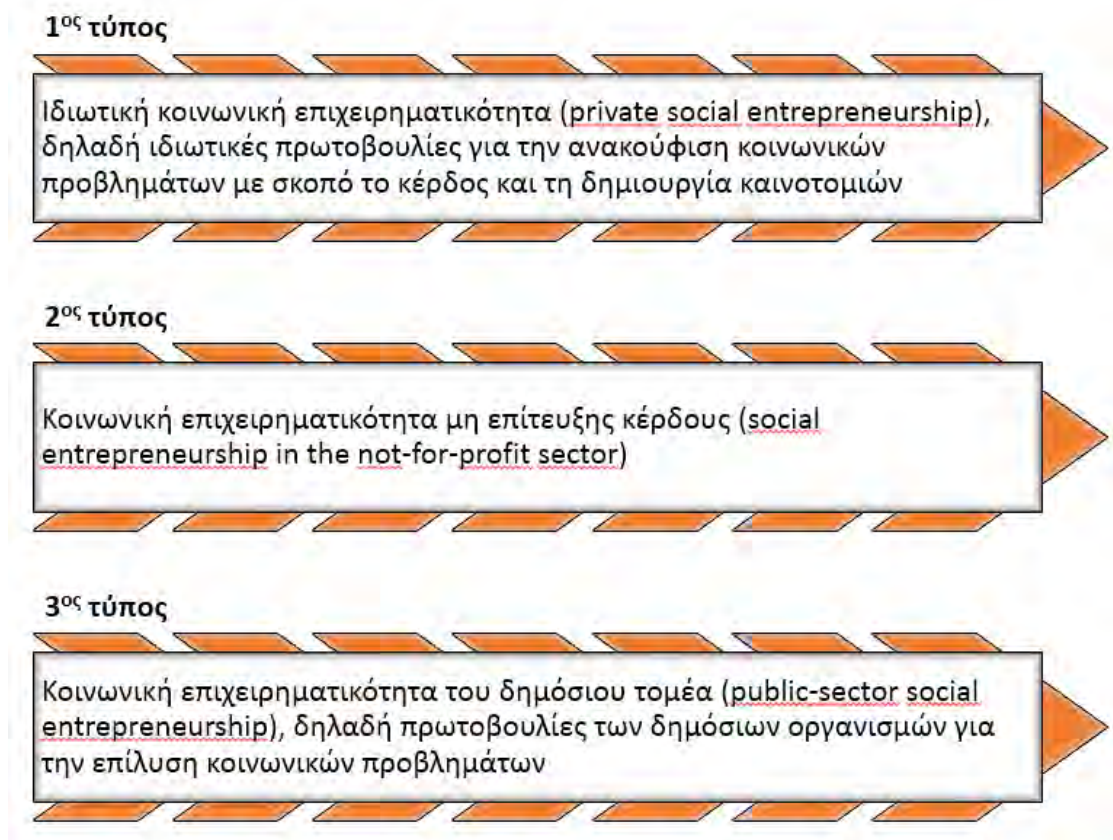 1ος τύπος
Ιδιωτική κοινωνική επιχειρηματικότητα (private social entrepreneurship),
δηλαδή ιδιωτικές πρωτοβουλίες για την ανακούφιση κοινωνικών
προβλημάτων με σκοπό το κέρδος και τη δημιουργία καινοτομιών
2ος τύπος
Κοινωνική επιχειρηματικότητα μη επίτευξης κέρδους (social
entrepreneurship in the not-for-profit sector)
3ος τύπος
Κοινωνική επιχειρηματικότητα του δημόσιου τομέα (public-sector social
entrepreneurship), δηλαδή πρωτοβουλίες των δημόσιων οργανισμών για
την επίλυση κοινωνικών προβλημάτων